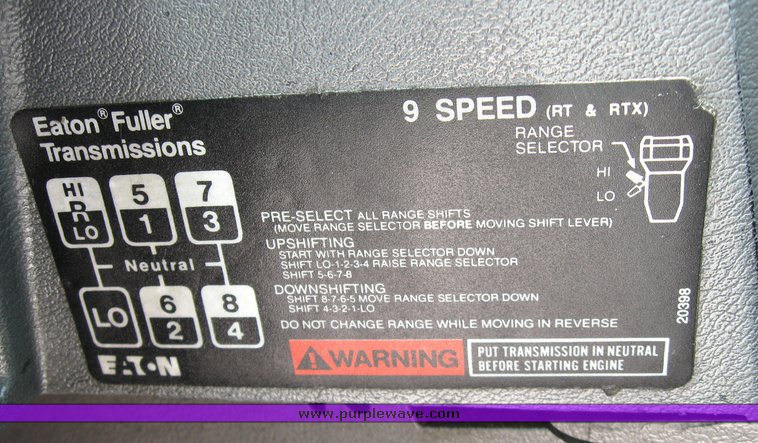 Eaton® Fuller®
Transmissions
9 SPEED (RT & RTX)
RANGE
SELECTOR
HI
LO
HI
R
LO
5
1
7
3
Neutral
LO
6
2
8
4
EATON
PRE-SELECT ALL RANGE SHIFTS
(MOVE RANGE SELECTOR BEFORE MOVING SHIFT LEVER)
UPSHIFTING
START WITH RANGE SELECTOR DOWN
SHIFT LO-1-2-3-4 RAISE RANGE SELECTOR
SHIFT 5-6-7-8
DOWNSHIFTING
SHIFT 8-7-6-5 MOVE RANGE SELECTOR DOWN
SHIFT 4-3-2-1-LO
DO NOT CHANGE RANGE WHILE MOVING IN REVERSE
20398
WARNING
PUT TRANSMISSION IN NEUTRAL
BEFORE STARTING ENGINE
www.purplewave.com